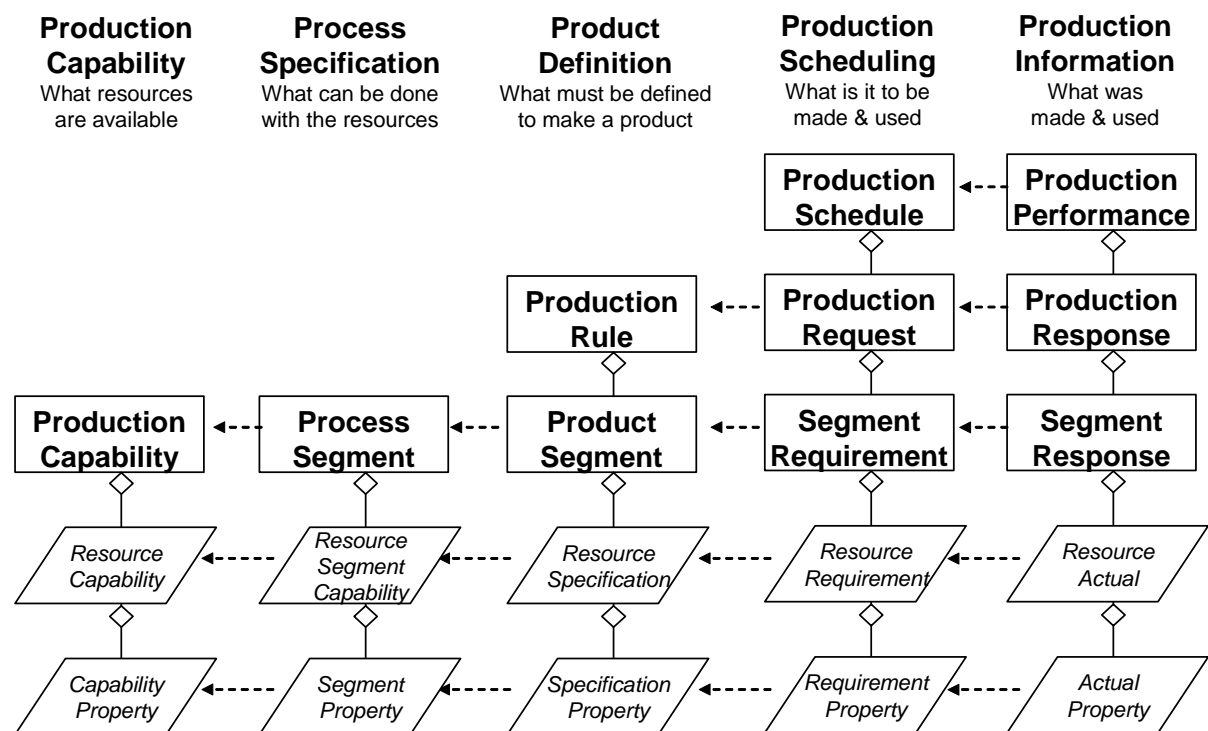 Production
Capability
What resources
are available
Process
Specification
What can be done
with the resources
Product
Definition
What must be defined
to make a product
Production
Scheduling
What is it to be
made & used
Production
Information
What was
made & used
Production
Schedule
Production
Performance
Production
Rule
Production
Request
Production
Response
Production
Capability
Process
Segment
Product
Segment
Segment
Requirement
Segment
Response
Resource
Capability
Resource
Segment
Capability
Resource
Specification
Resource
Requirement
Resource
Actual
Capability
Property
Segment
Property
Specification
Property
Requirement
Property
Actual
Property